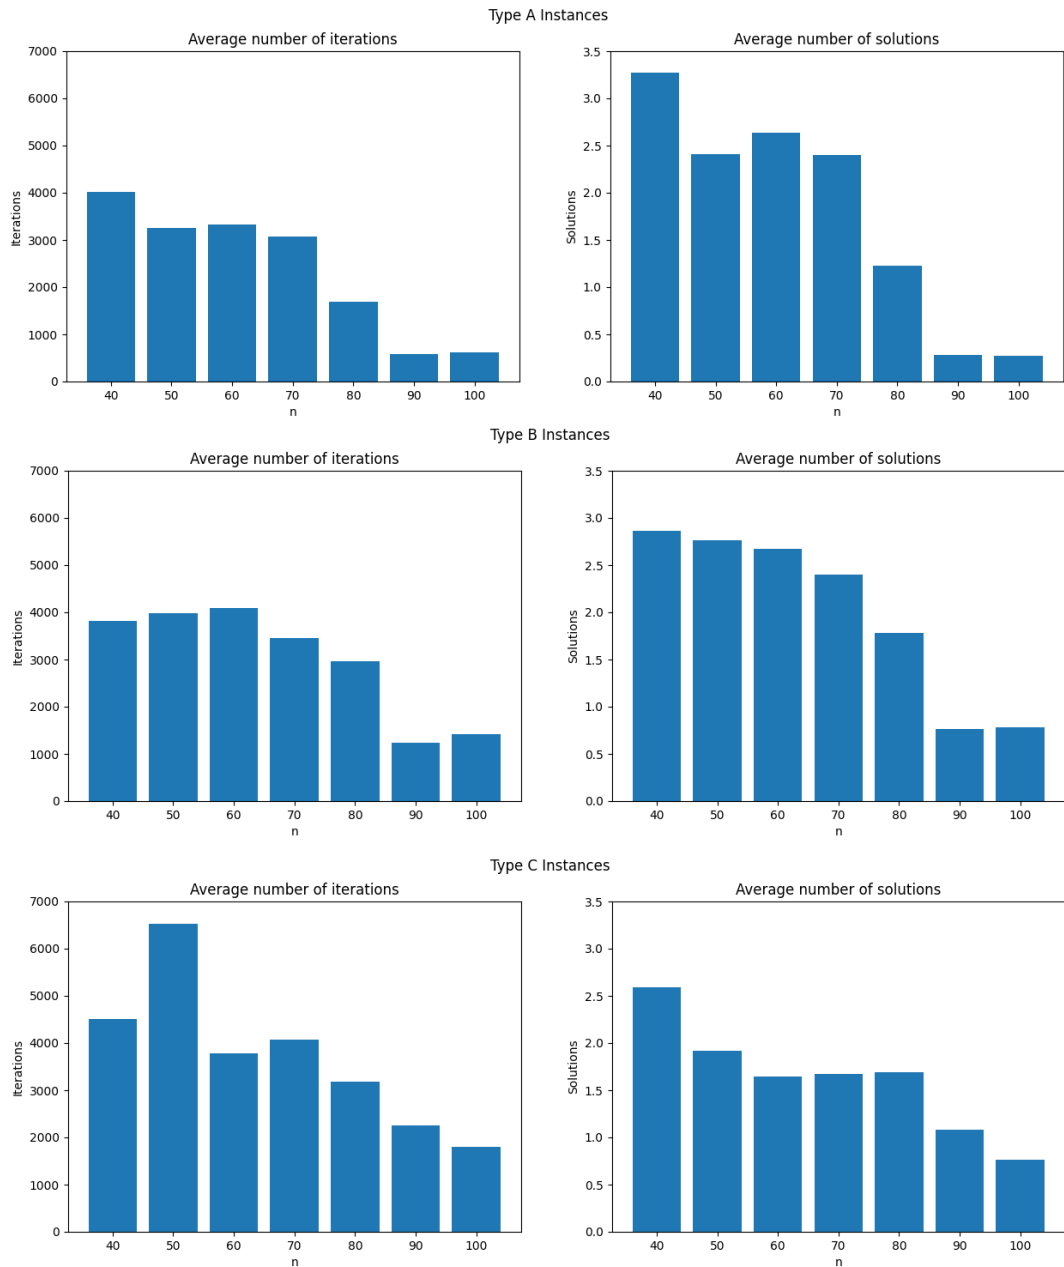 Type A Instances
Average number of iterations
Average number of solutions
7000
6000
5000
4000
3000
2000
1000
0
Iterations
40 50 60 70 80 90 100
n
3.5
3.0
2.5
2.0
1.5
1.0
0.5
0.0
Solutions
40 50 60 70 80 90 100
n
Type B Instances
Average number of iterations
Average number of solutions
7000
6000
5000
4000
3000
2000
1000
0
Iterations
40 50 60 70 80 90 100
n
3.5
3.0
2.5
2.0
1.5
1.0
0.5
0.0
Solutions
40 50 60 70 80 90 100
n
Type C Instances
Average number of iterations
Average number of solutions
7000
6000
5000
4000
3000
2000
1000
0
Iterations
40 50 60 70 80 90 100
n
3.5
3.0
2.5
2.0
1.5
1.0
0.5
0.0
Solutions
40 50 60 70 80 90 100
n